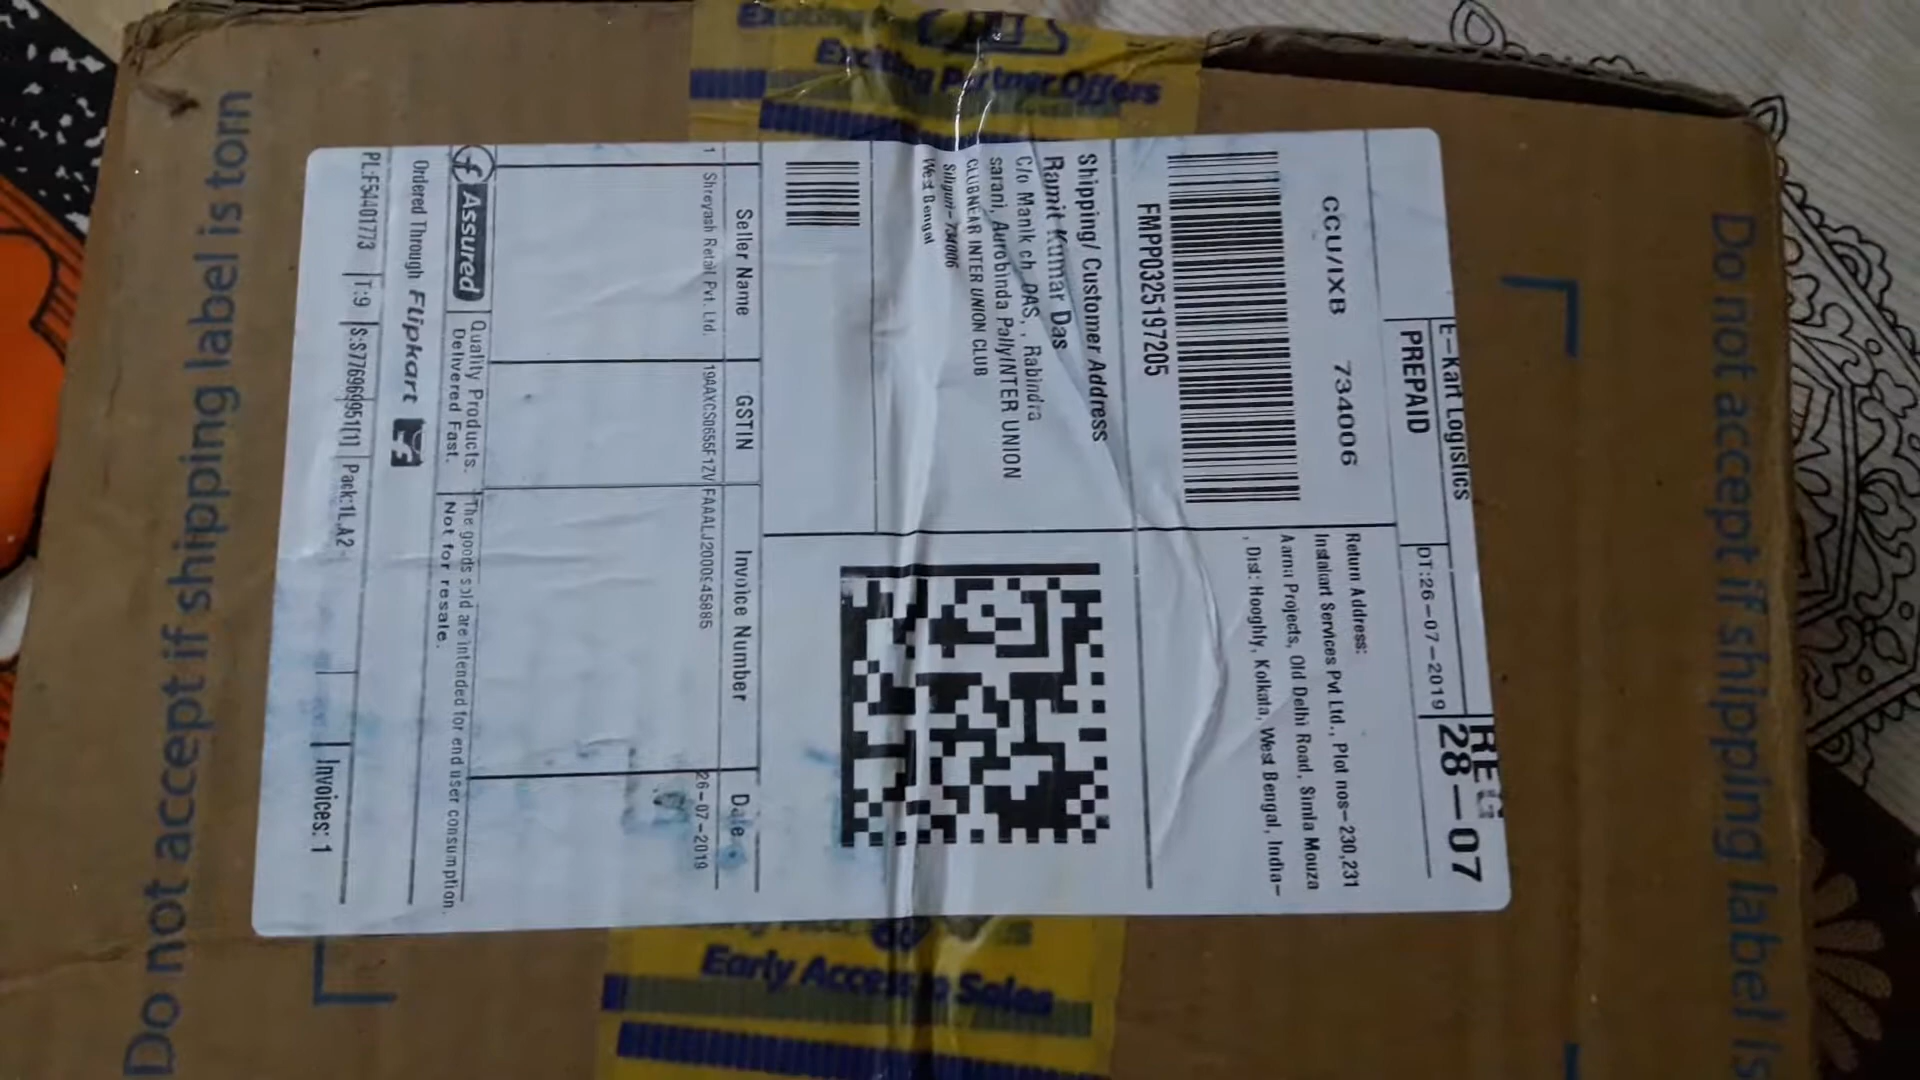 Exciting Partner Offers
Do not accept if shipping label is
E-Kart Logistics
REG
PREPAID
DT:26-07-2019
28-07
CCU/IXB 734006
FMPP0325197205
Return Address:
Instakart Services Pvt Ltd., Plot nos-230,231
Aamii Projects, Old Delhi Road, Simla Mouza
, Dist: Hooghly, Kolkata, West Bengal, India-
Shipping/ Customer Address
Ramit Kumar Das
C/o Manik ch. DAS, , Rabindra
sarani, Aurobinda Pally,INTER UNION
CLUBNEAR INTER UNION CLUB
Siliguri-734006
West Bengal
Seller Name GSTIN Invoice Number Date
1 Shreyash Retail Pvt. Ltd. 26-07-2019
f Assured
Quality Products.
Delivered Fast.
The goods sold are intended for end user consumption.
Not for resale.
Ordered Through Flipkart
PL:F54401773 T:9 Invoices: 1
Do not accept if shipping label is torn
Early Access to Sales